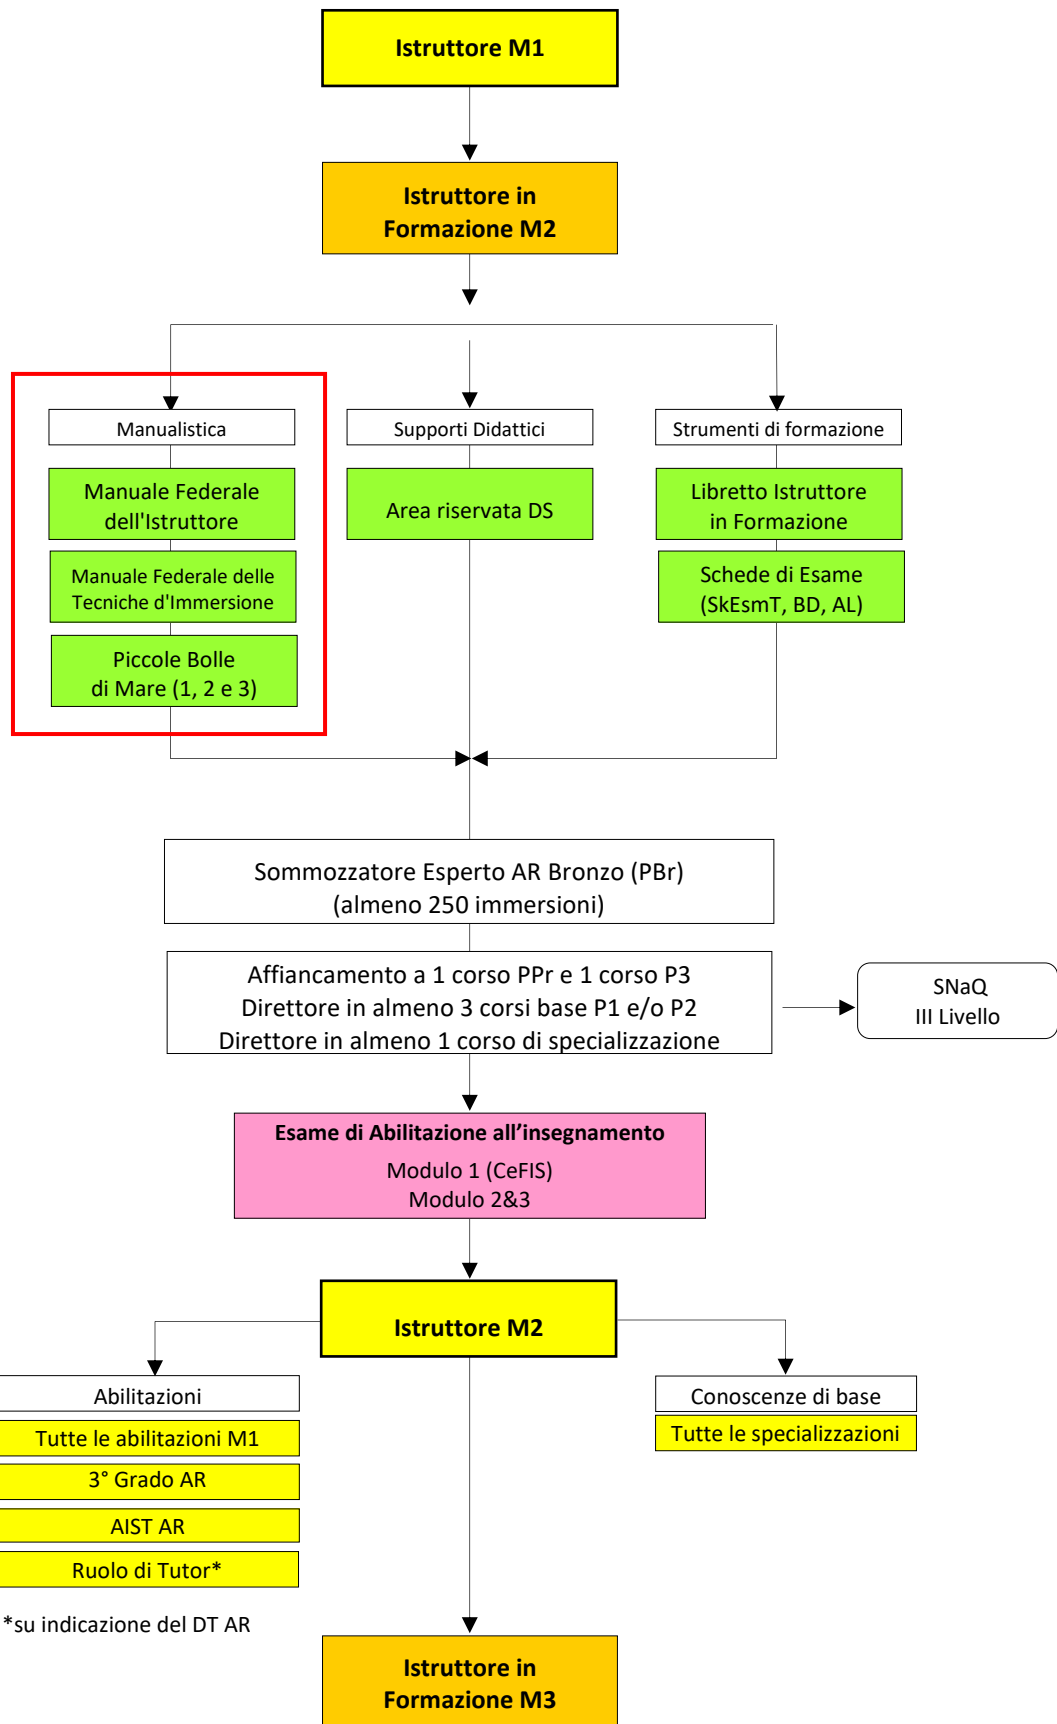 Istruttore M1
Istruttore in
Formazione M2
Manualistica
Supporti Didattici
Strumenti di formazione
Manuale Federale
dell'Istruttore
Area riservata DS
Libretto Istruttore
in Formazione
Manuale Federale delle
Tecniche d'Immersione
Schede di Esame
(SkEsmT, BD, AL)
Piccole Bolle
di Mare (1, 2 e 3)
Sommozzatore Esperto AR Bronzo (PBr)
(almeno 250 immersioni)
Affiancamento a 1 corso PPr e 1 corso P3
Direttore in almeno 3 corsi base P1 e/o P2
Direttore in almeno 1 corso di specializzazione
SNaQ
III Livello
Esame di Abilitazione all’insegnamento
Modulo 1 (CeFIS)
Modulo 2&3
Istruttore M2
Abilitazioni
Conoscenze di base
Tutte le abilitazioni M1
Tutte le specializzazioni
3° Grado AR
AIST AR
Ruolo di Tutor*
*su indicazione del DT AR
Istruttore in
Formazione M3